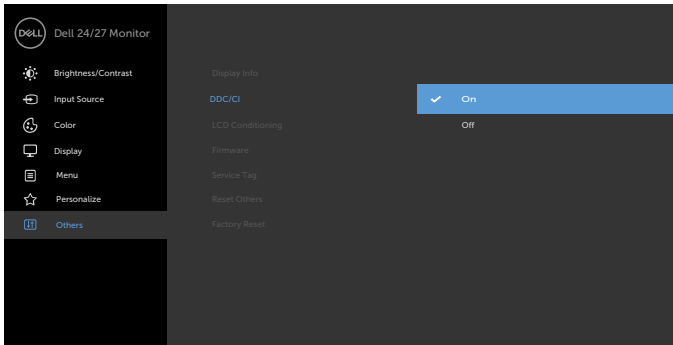 DELL Dell 24/27 Monitor
Brightness/Contrast
Display Info
Input Source
DDC/CI
On
Color
LCD Conditioning
Off
Display
Firmware
Menu
Service Tag
Personalize
Reset Others
Others
Factory Reset